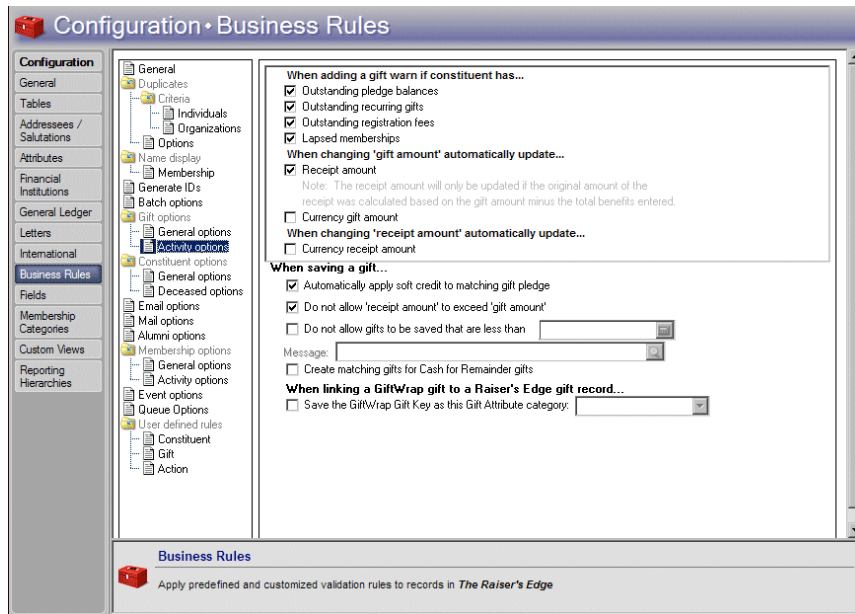 Configuration • Business Rules
Configuration
General
Tables
Addressees /
Salutations
Attributes
Financial
Institutions
General Ledger
Letters
International
Business Rules
Fields
Membership
Categories
Custom Views
Reporting
Hierarchies
General
Duplicates
Criteria
Individuals
Organizations
Options
Name display
Membership
Generate IDs
Batch options
Gift options
General options
Activity options
Constituent options
General options
Deceased options
Email options
Mail options
Alumni options
Membership options
General options
Activity options
Event options
Queue Options
User defined rules
Constituent
Gift
Action
When adding a gift warn if constituent has...
Outstanding pledge balances
Outstanding recurring gifts
Outstanding registration fees
Lapsed memberships
When changing 'gift amount' automatically update...
Receipt amount
Note: The receipt amount will only be updated if the original amount of the
receipt was calculated based on the gift amount minus the total benefits entered.
Currency gift amount
When changing 'receipt amount' automatically update...
Currency receipt amount
When saving a gift...
Automatically apply soft credit to matching gift pledge
Do not allow 'receipt amount' to exceed 'gift amount'
Do not allow gifts to be saved that are less than
Message:
Create matching gifts for Cash for Remainder gifts
When linking a GiftWrap gift to a Raiser's Edge gift record...
Save the GiftWrap Gift Key as this Gift Attribute category:
Business Rules
Apply predefined and customized validation rules to records in The Raiser's Edge